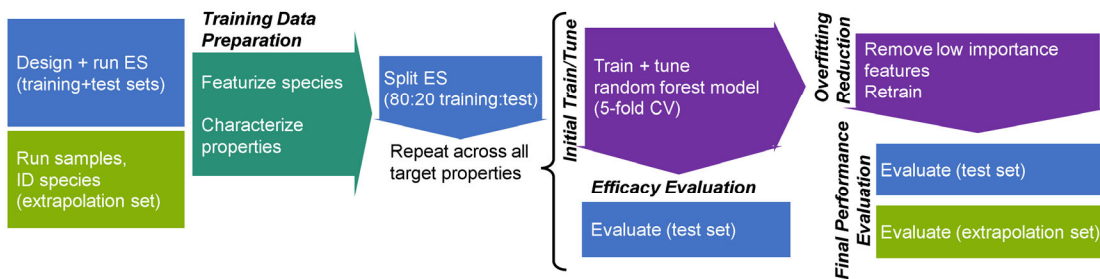 Design + run ES
(training+test sets)
Run samples,
ID species
(extrapolation set)
Training Data
Preparation
Featurize species
Characterize
properties
Split ES
(80:20 training:test)
Repeat across all
target properties
Initial Train/Tune
Train + tune
random forest model
(5-fold CV)
Efficacy Evaluation
Evaluate (test set)
Overfitting
Reduction
Remove low importance
features
Retrain
Final Performance
Evaluation
Evaluate (test set)
Evaluate (extrapolation set)